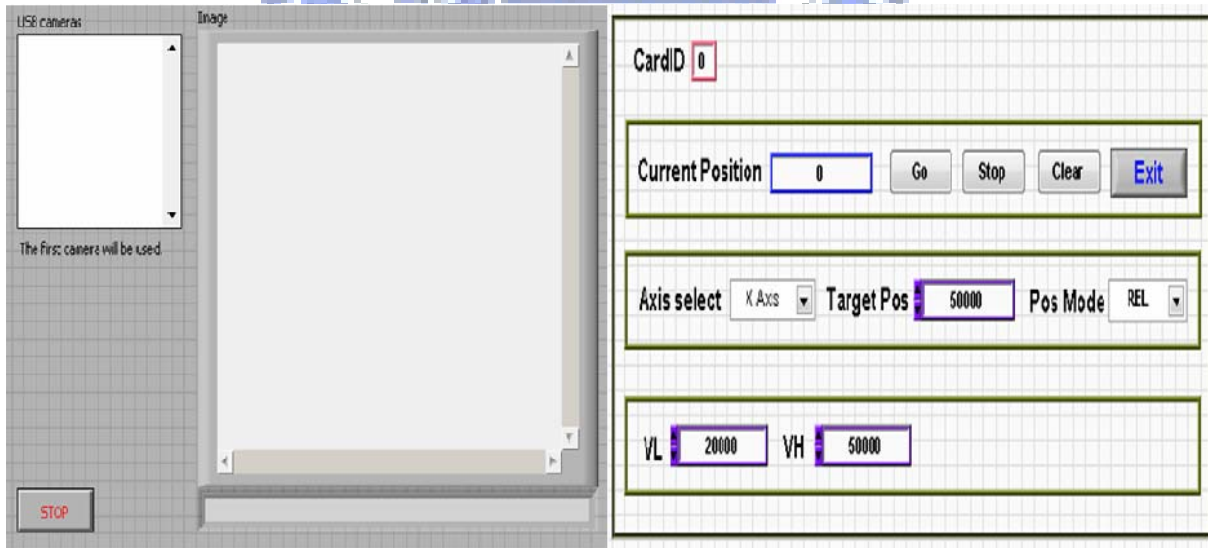 USB cameras
Image
The first camera will be used.
STOP
CardID 0
Current Position 0 Go Stop Clear Exit
Axis select X Axis Target Pos 50000 Pos Mode REL
VL 20000 VH 50000